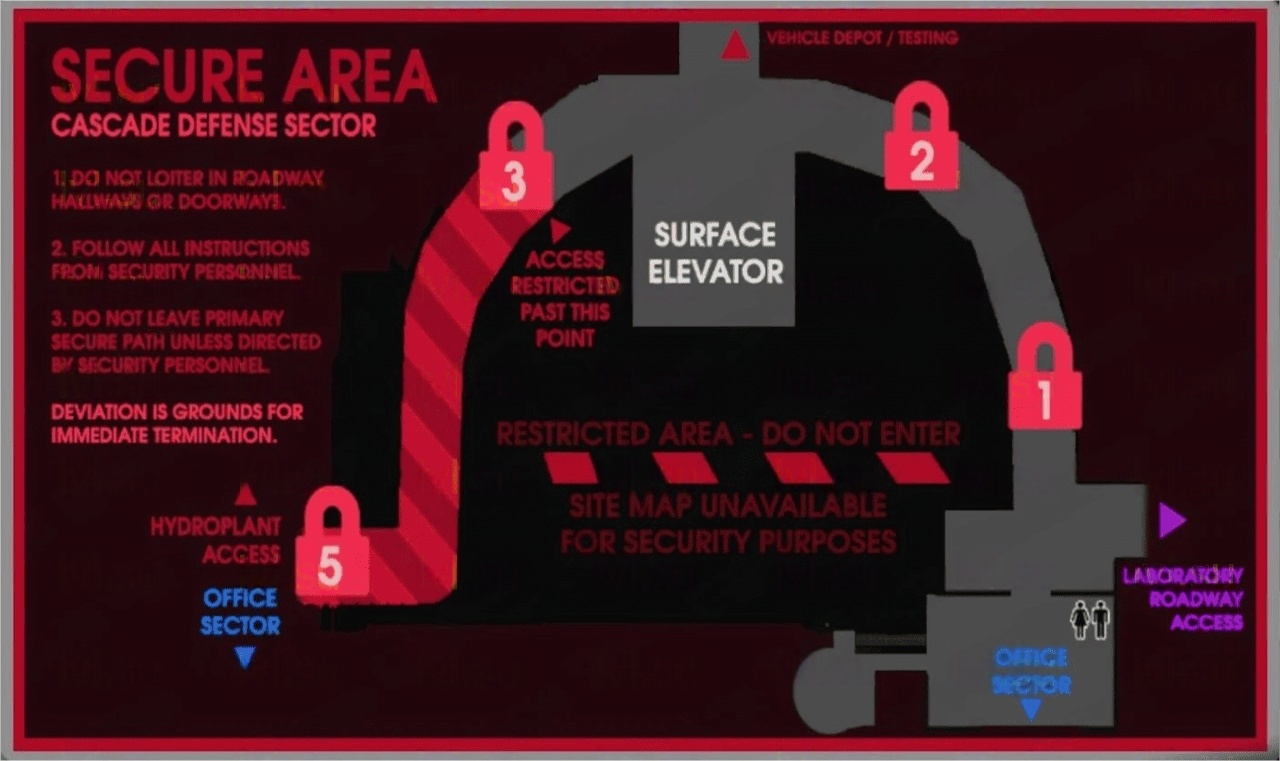 SECURE AREA
CASCADE DEFENSE SECTOR
1. DO NOT LOITER IN ROADWAY
HALLWAYS OR DOORWAYS.
2. FOLLOW ALL INSTRUCTIONS
FROM SECURITY PERSONNEL.
3. DO NOT LEAVE PRIMARY
SECURE PATH UNLESS DIRECTED
BY SECURITY PERSONNEL.
DEVIATION IS GROUNDS FOR
IMMEDIATE TERMINATION.
HYDROPLANT
ACCESS
OFFICE
SECTOR
5
3
ACCESS
RESTRICTED
PAST THIS
POINT
VEHICLE DEPOT / TESTING
SURFACE
ELEVATOR
2
1
RESTRICTED AREA - DO NOT ENTER
SITE MAP UNAVAILABLE
FOR SECURITY PURPOSES
LABORATORY
ROADWAY
ACCESS
OFFICE
SECTOR